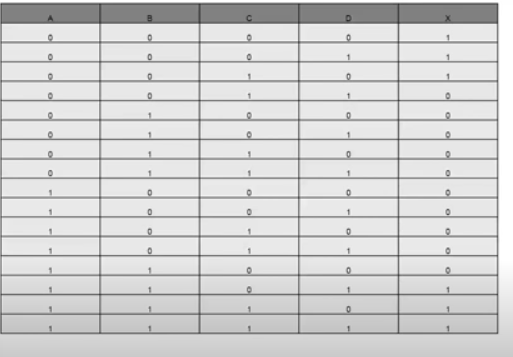 A B C D X
0 0 0 0 1
0 0 0 1 1
0 0 1 0 1
0 0 1 1 0
0 1 0 0 0
0 1 0 1 0
0 1 1 0 0
0 1 1 1 0
1 0 0 0 0
1 0 0 1 0
1 0 1 0 0
1 0 1 1 0
1 1 0 0 0
1 1 0 1 1
1 1 1 0 1
1 1 1 1 1